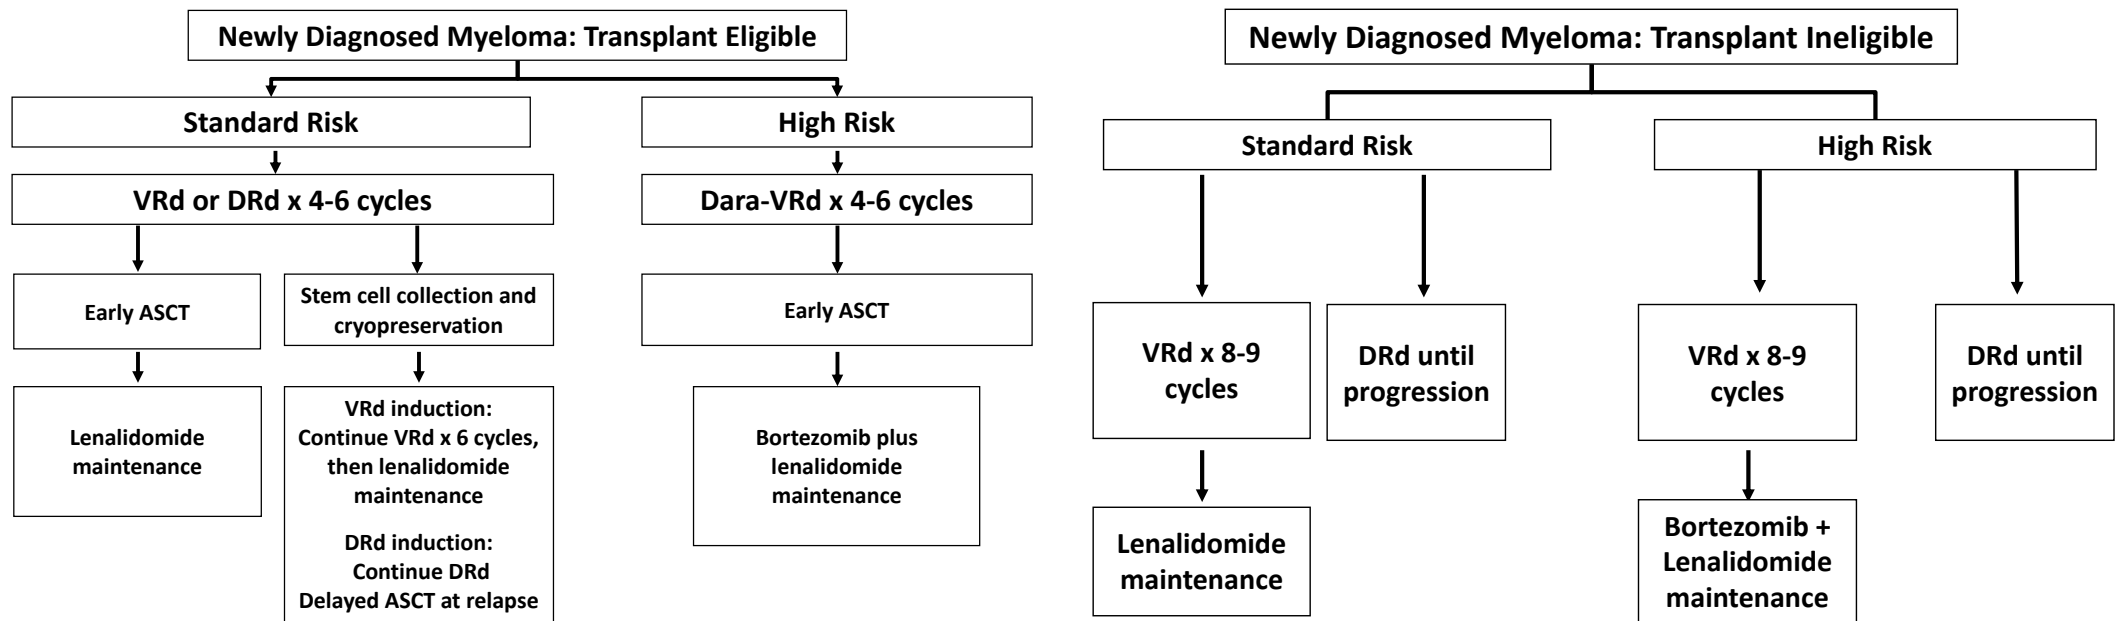 Newly Diagnosed Myeloma: Transplant Eligible
Standard Risk
High Risk
VRd or DRd x 4-6 cycles
Dara-VRd x 4-6 cycles
Early ASCT
Stem cell collection and
cryopreservation
Early ASCT
Lenalidomide
maintenance
VRd induction:
Continue VRd x 6 cycles,
then lenalidomide
maintenance
DRd induction:
Continue DRd
Delayed ASCT at relapse
Bortezomib plus
lenalidomide
maintenance
Newly Diagnosed Myeloma: Transplant Ineligible
Standard Risk
High Risk
VRd x 8-9
cycles
DRd until
progression
VRd x 8-9
cycles
DRd until
progression
Lenalidomide
maintenance
Bortezomib +
Lenalidomide
maintenance